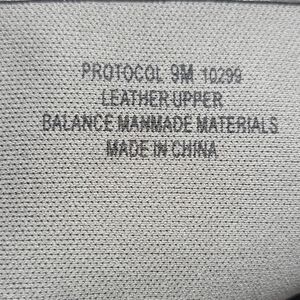 PROTOCOL 9M 10299
LEATHER UPPER
BALANCE MANMADE MATERIALS
MADE IN CHINA